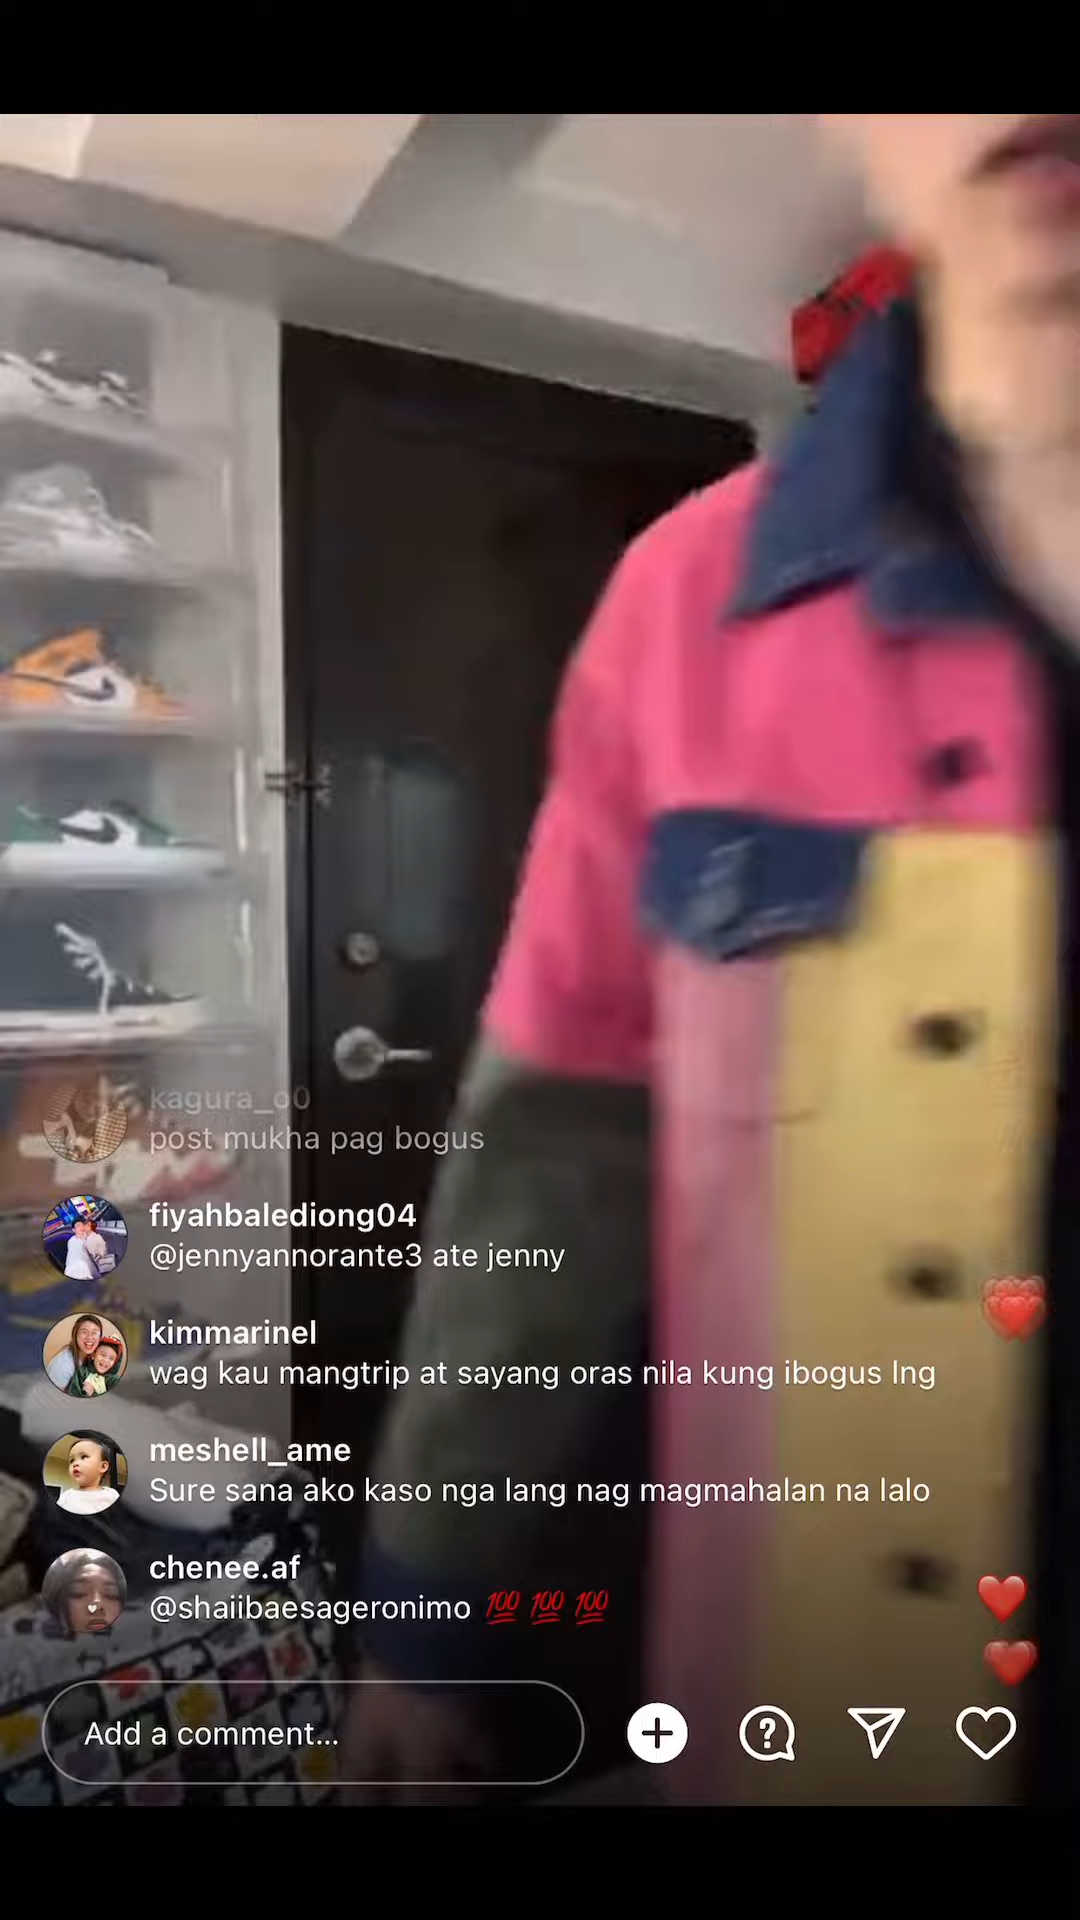 kagura_o0
post mukha pag bogus
fiyahbalediong04
@jennyannorante3 ate jenny
kimmarinel
wag kau mangtrip at sayang oras nila kung ibogus lng
meshell_ame
Sure sana ako kaso nga lang nag magmahalan na lalo
chenee.af
@shaiibaesageronimo 💯 💯 💯
Add a comment...